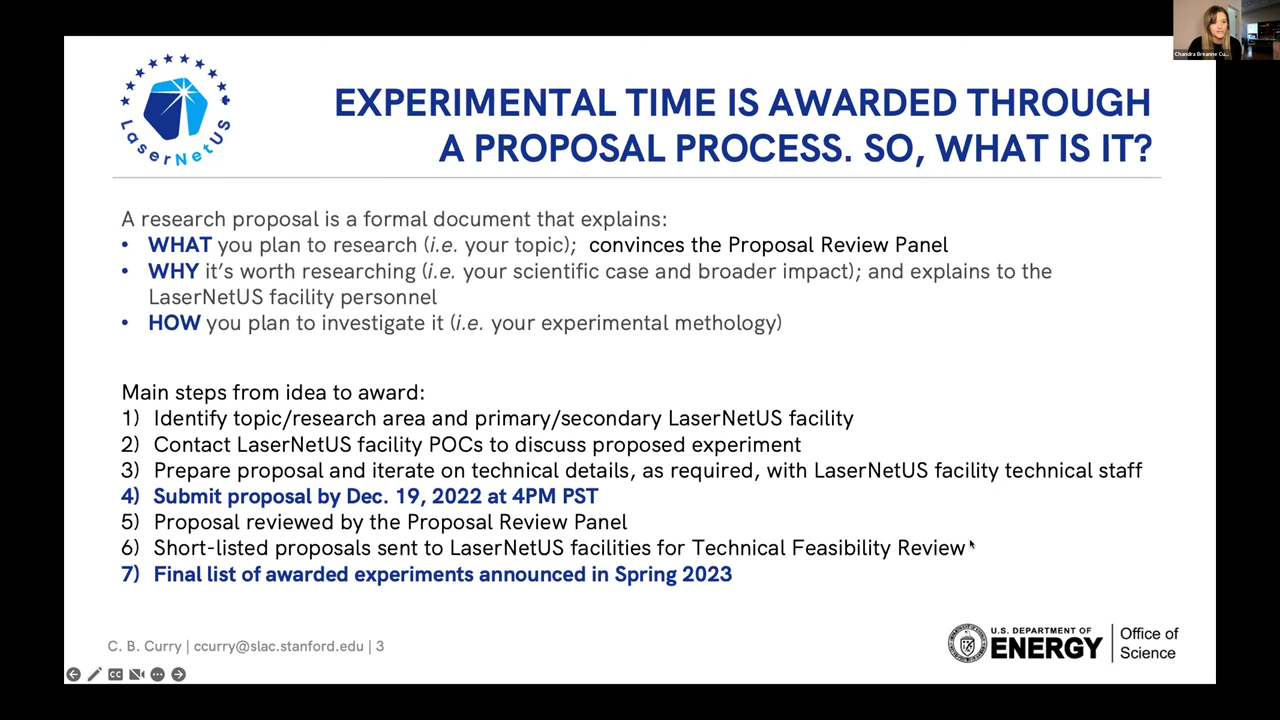 Chandra Breanne Cu...
LaserNetUS
EXPERIMENTAL TIME IS AWARDED THROUGH
A PROPOSAL PROCESS. SO, WHAT IS IT?
A research proposal is a formal document that explains:
• WHAT you plan to research (i.e. your topic); convinces the Proposal Review Panel
• WHY it's worth researching (i.e. your scientific case and broader impact); and explains to the
LaserNetUS facility personnel
• HOW you plan to investigate it (i.e. your experimental methology)
Main steps from idea to award:
1) Identify topic/research area and primary/secondary LaserNetUS facility
2) Contact LaserNetUS facility POCs to discuss proposed experiment
3) Prepare proposal and iterate on technical details, as required, with LaserNetUS facility technical staff
4) Submit proposal by Dec. 19, 2022 at 4PM PST
5) Proposal reviewed by the Proposal Review Panel
6) Short-listed proposals sent to LaserNetUS facilities for Technical Feasibility Review
7) Final list of awarded experiments announced in Spring 2023
C. B. Curry | ccurry@slac.stanford.edu | 3
U.S. DEPARTMENT OF
ENERGY
Office of
Science
CC